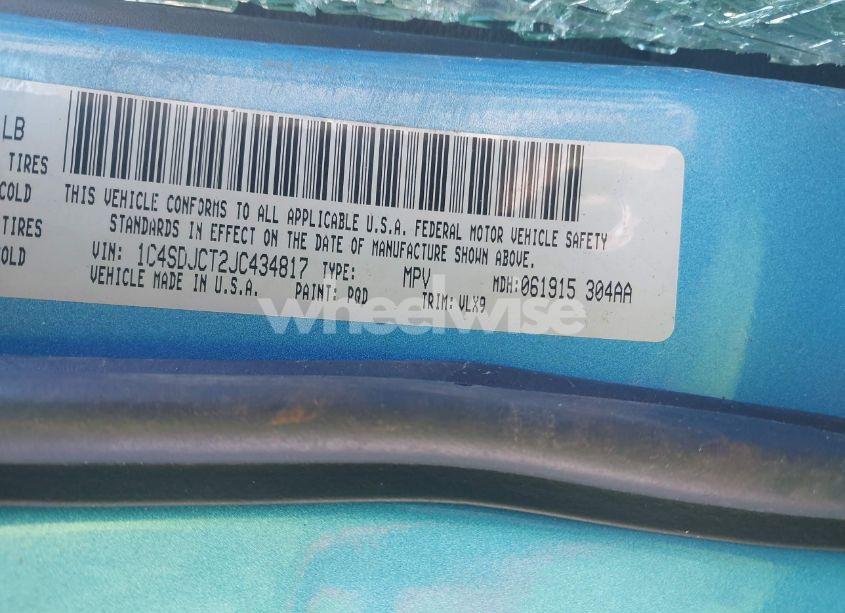 LB
TIRES
COLD
TIRES
COLD
THIS VEHICLE CONFORMS TO ALL APPLICABLE U.S.A. FEDERAL MOTOR VEHICLE SAFETY
STANDARDS IN EFFECT ON THE DATE OF MANUFACTURE SHOWN ABOVE.
VIN: 1C4SDJCT2JC434817 TYPE: MPV MDH:061915 304AA
VEHICLE MADE IN U.S.A. PAINT: PQD TRIM:VLX9
wheelwise